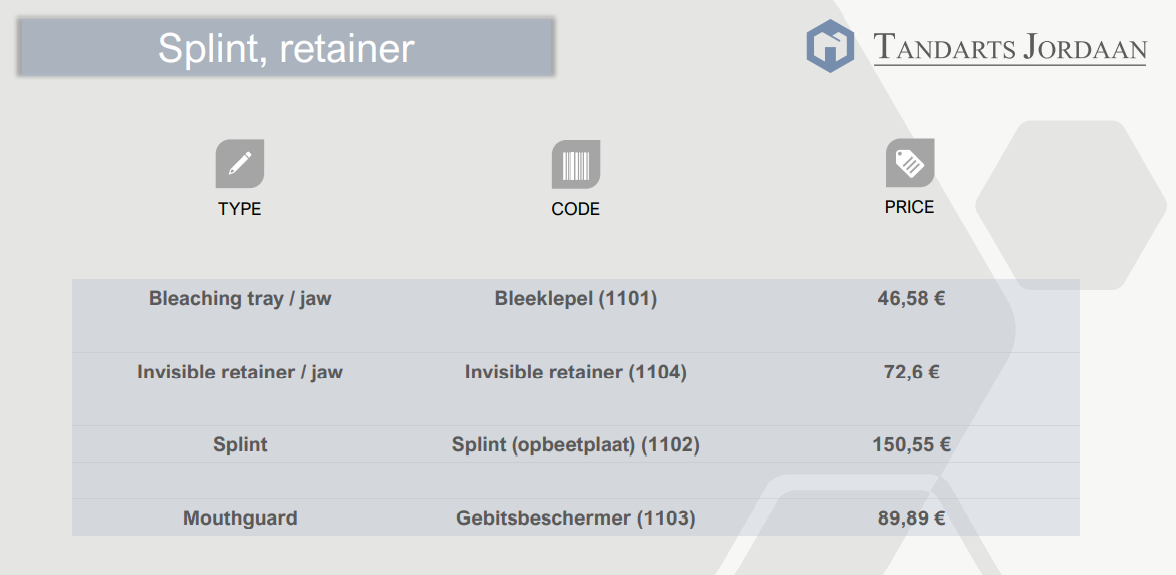 Splint, retainer
TANDARTS JORDAAN
TYPE CODE PRICE
Bleaching tray / jaw Bleeklepel (1101) 46,58 €
Invisible retainer / jaw Invisible retainer (1104) 72,6 €
Splint Splint (opbeetplaat) (1102) 150,55 €
Mouthguard Gebitsbeschermer (1103) 89,89 €